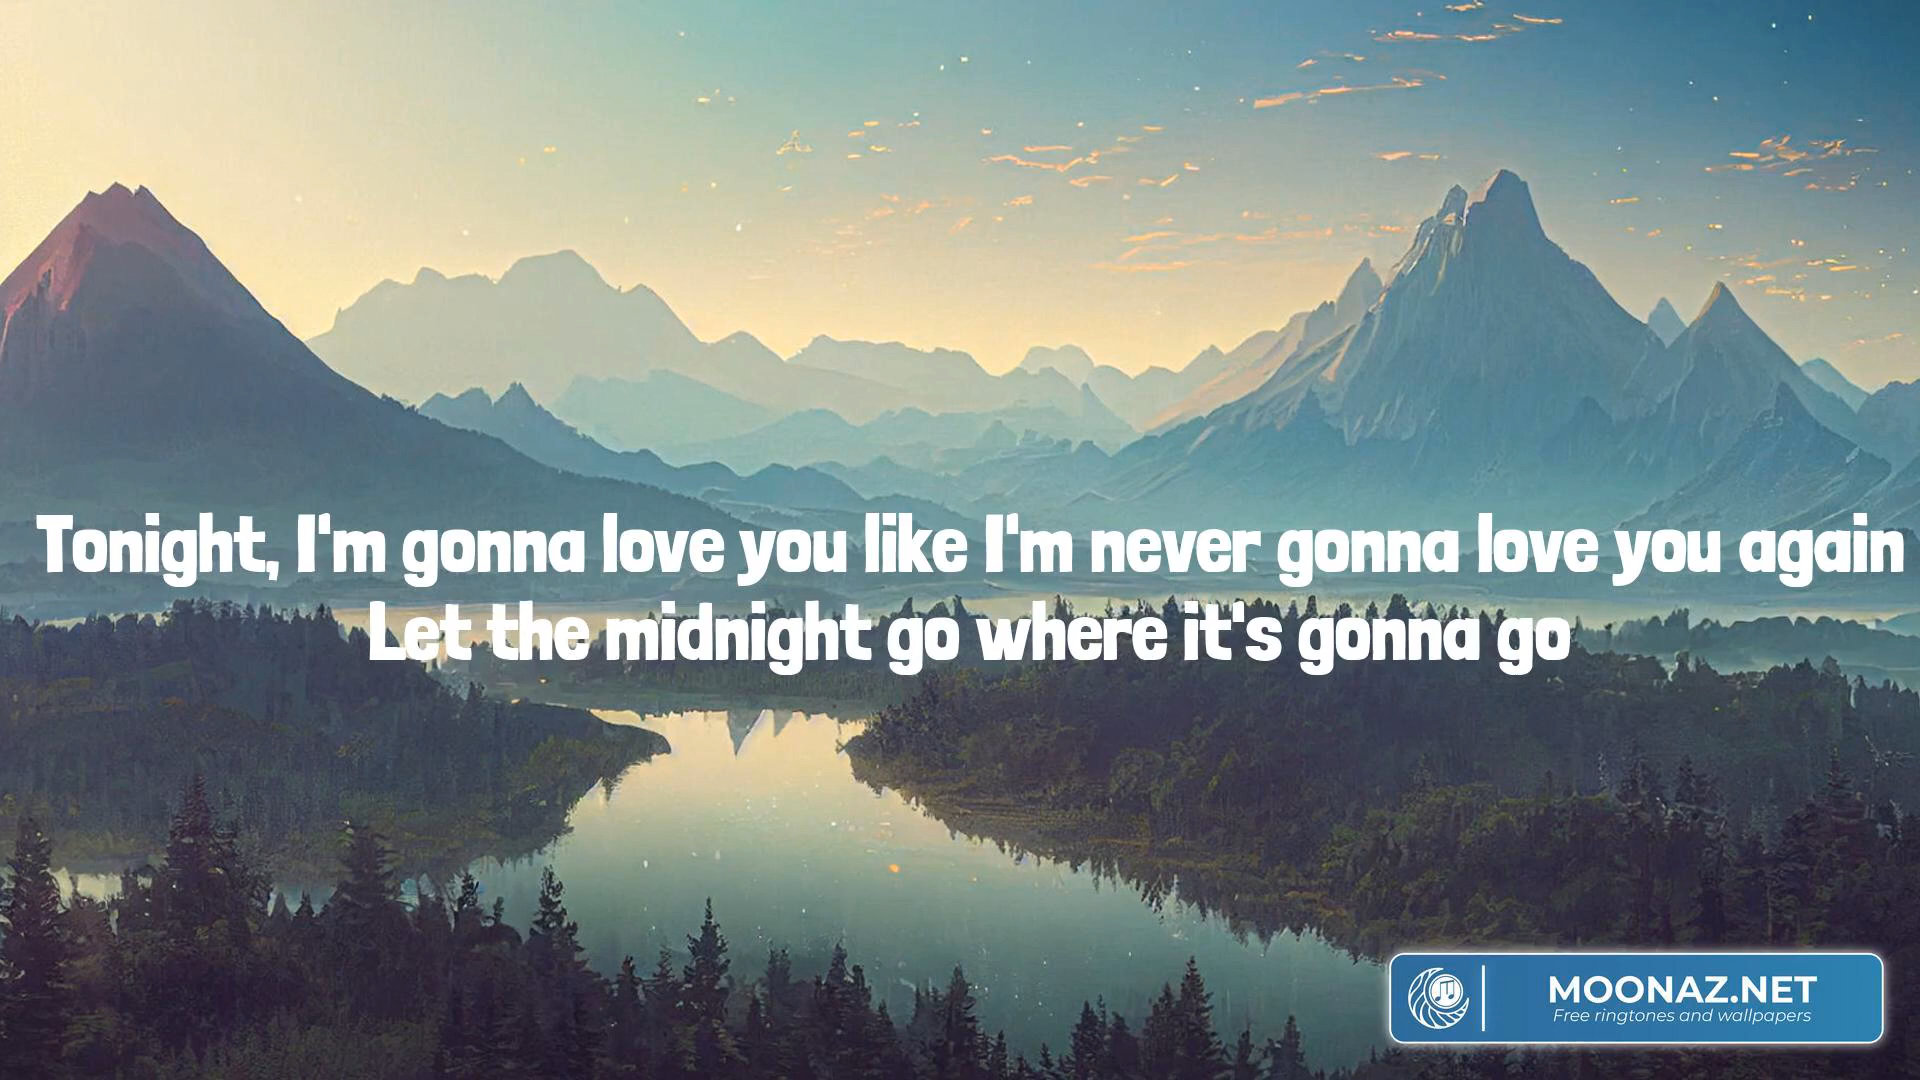 Tonight, I'm gonna love you like I'm never gonna love you again
Let the midnight go where it's gonna go
MOONAZ.NET
Free ringtones and wallpapers